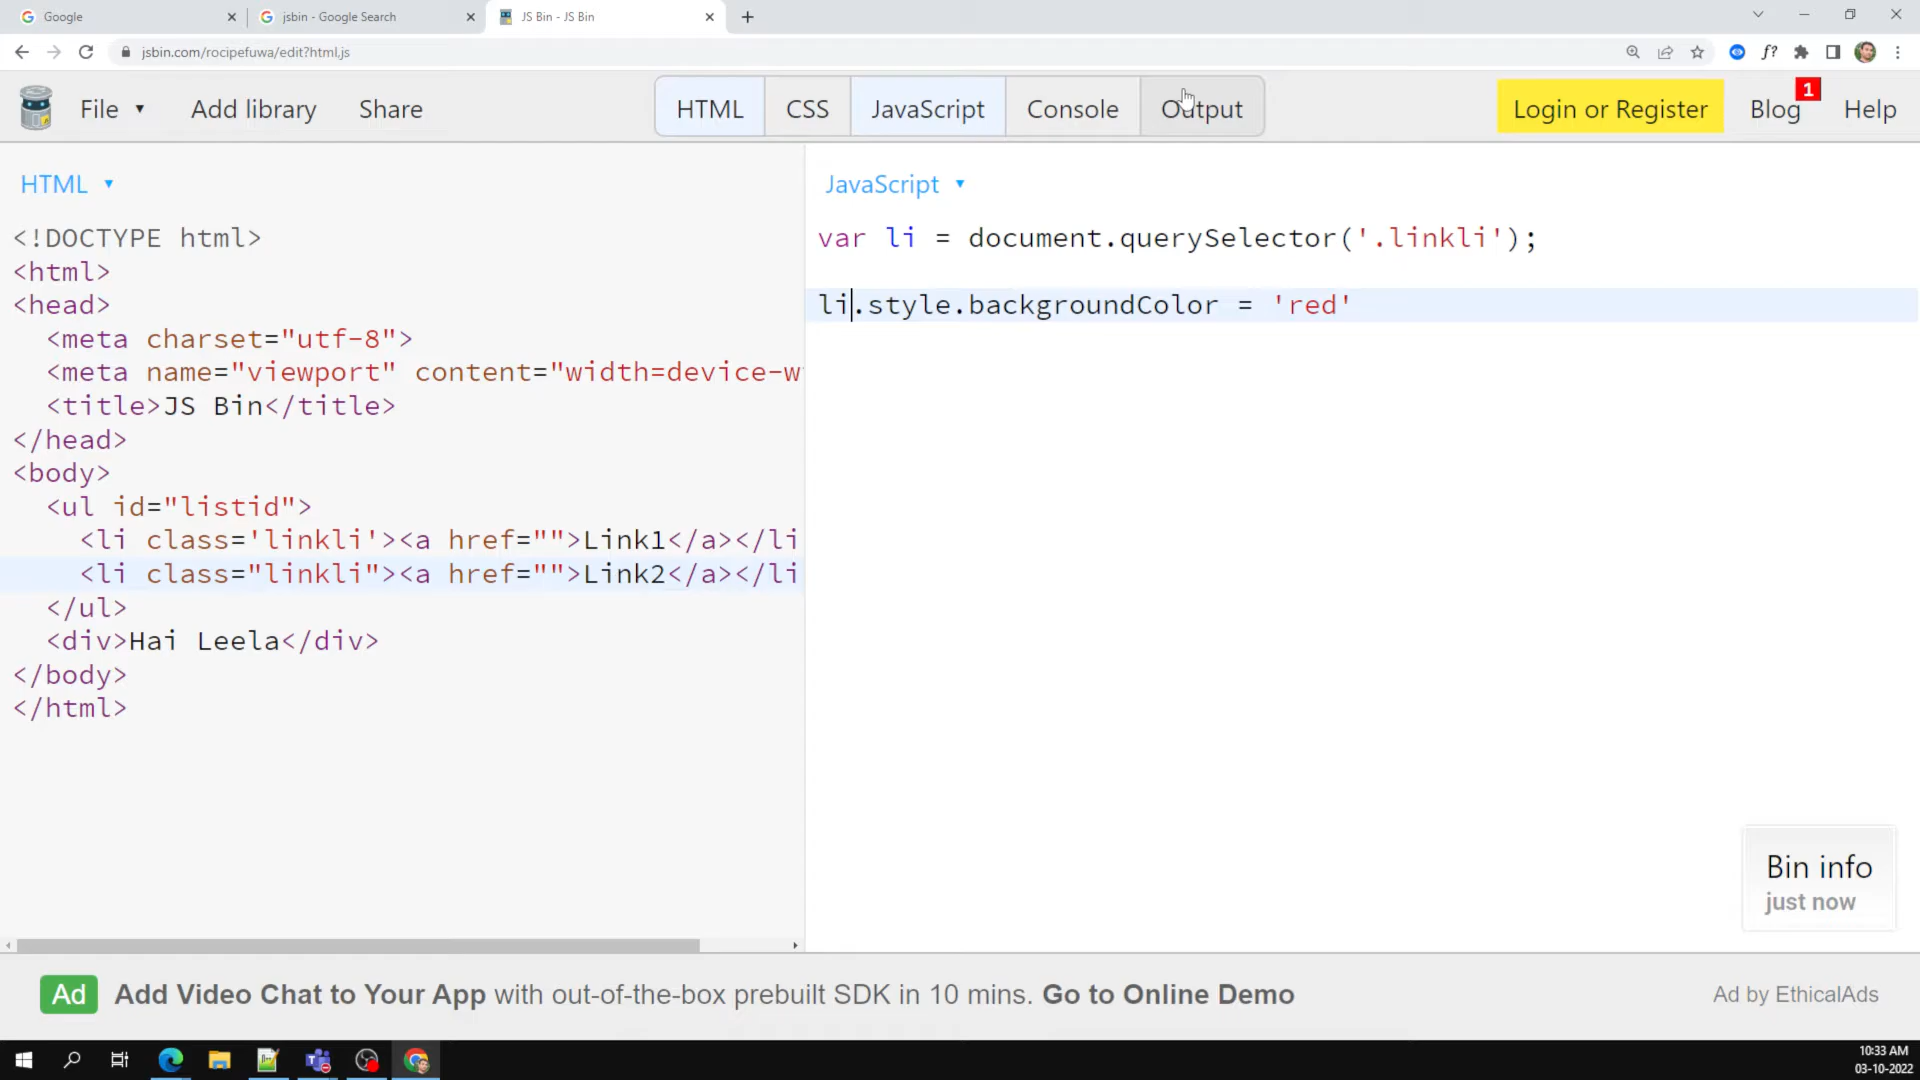 Google
jsbin - Google Search
JS Bin - JS Bin
jsbin.com/rocipefuwa/edit?html,js
f?
File
Add library
Share
HTML
CSS
JavaScript
Console
Output
Login or Register
Blog
1
Help
HTML
<!DOCTYPE html>
<html>
<head>
<meta charset="utf-8">
<meta name="viewport" content="width=device-w
<title>JS Bin</title>
</head>
<body>
<ul id="listid">
<li class='linkli'><a href="">Link1</a></li
<li class="linkli"><a href="">Link2</a></li
</ul>
<div>Hai Leela</div>
</body>
</html>
JavaScript
var li = document.querySelector('.linkli');
li.style.backgroundColor = 'red'
Bin info
just now
Ad
Add Video Chat to Your App with out-of-the-box prebuilt SDK in 10 mins. Go to Online Demo
Ad by EthicalAds
10:33 AM
03-10-2022